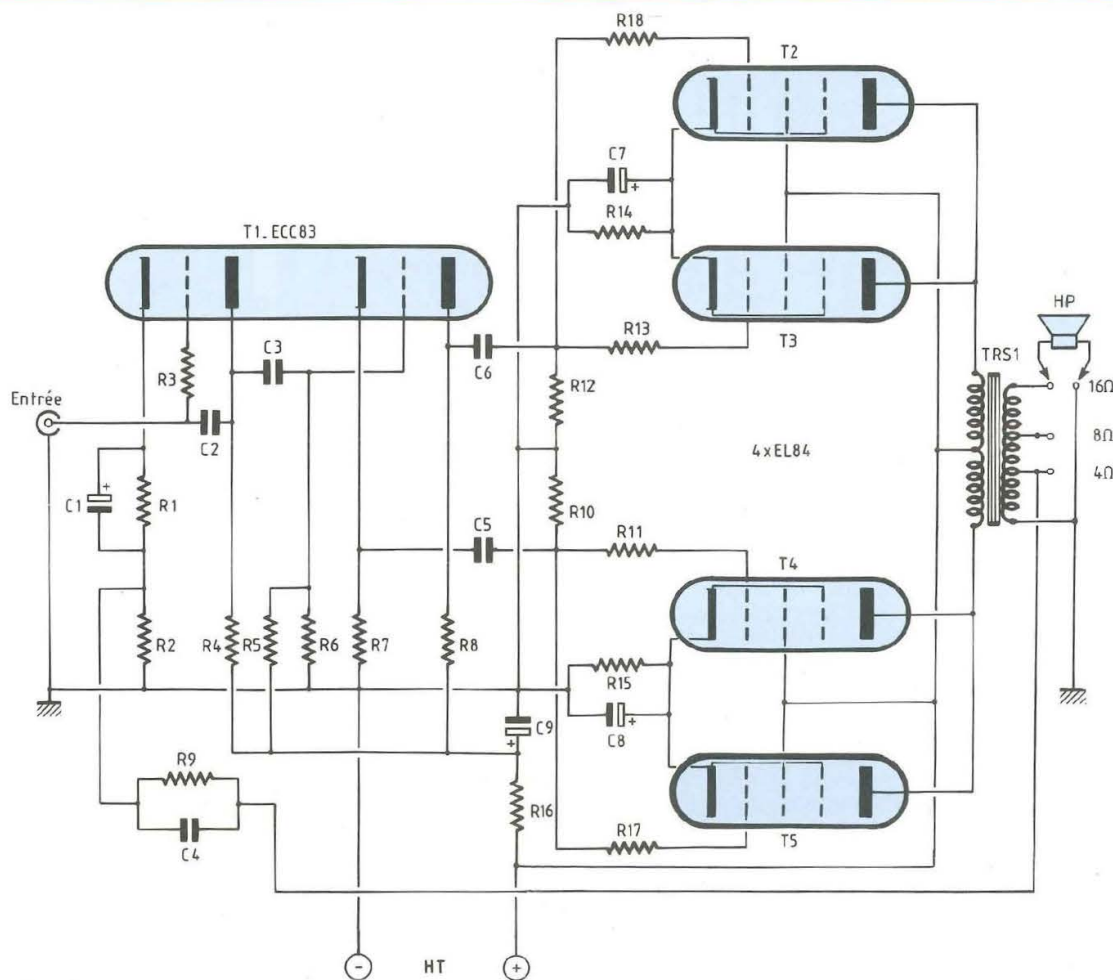 R18
T2
C7
R14
T1_ECC83
R3
C3
C6
R13
T3
HP
TRS1
Entrée
C2
R12
16Ω
8Ω
4Ω
4xEL84
C1
R1
R10
C5
R11
T4
R2
R4
R5
R6
R7
R8
R15
C9
+
C8
+
+
+
R9
C4
R16
R17
T5
-
HT
+